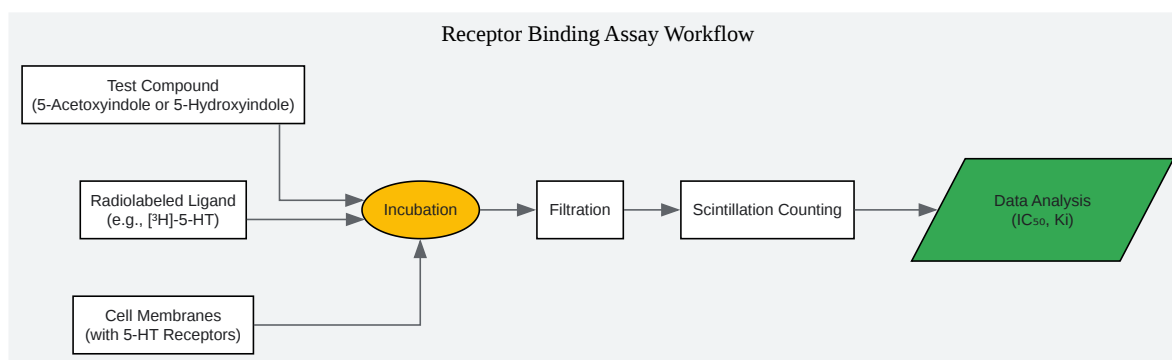 Receptor Binding Assay Workflow
Test Compound
(5-Acetoxyindole or 5-Hydroxyindole)
Radiolabeled Ligand
(e.g., [³H]-5-HT)
Cell Membranes
(with 5-HT Receptors)
Incubation
Filtration
Scintillation Counting
Data Analysis
(IC₅₀, Ki)